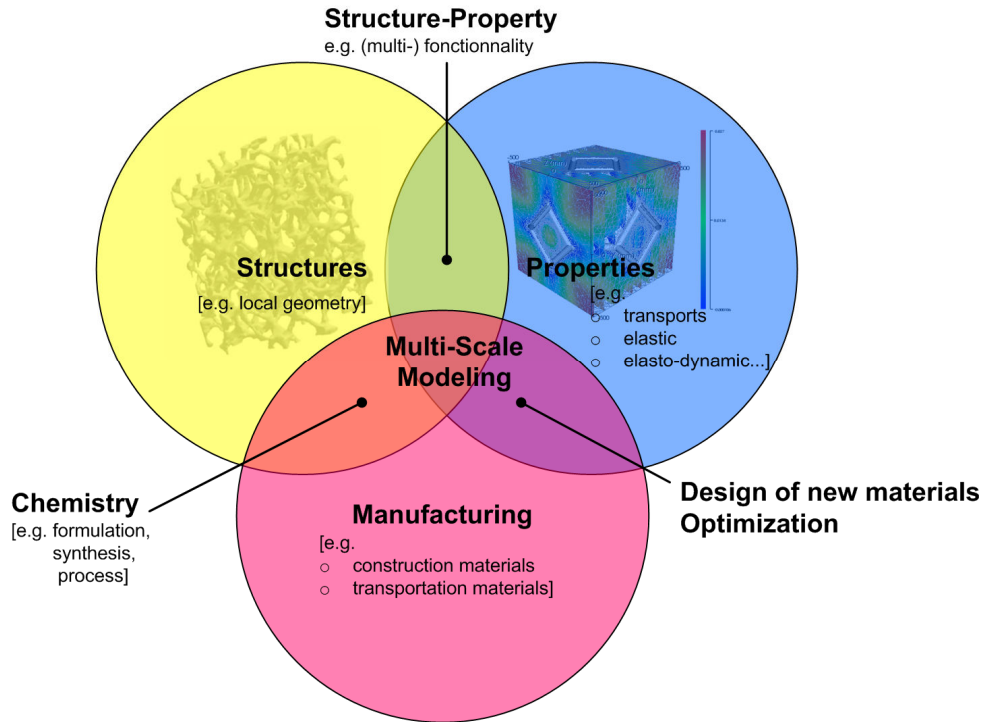 Structure-Property
e.g. (multi-) fonctionnality
Structures
[e.g. local geometry]
Properties
[e.g.
○ transports
○ elastic
○ elasto-dynamic...]
Multi-Scale
Modeling
Chemistry
[e.g. formulation,
synthesis,
process]
Manufacturing
[e.g.
○ construction materials
○ transportation materials]
Design of new materials
Optimization